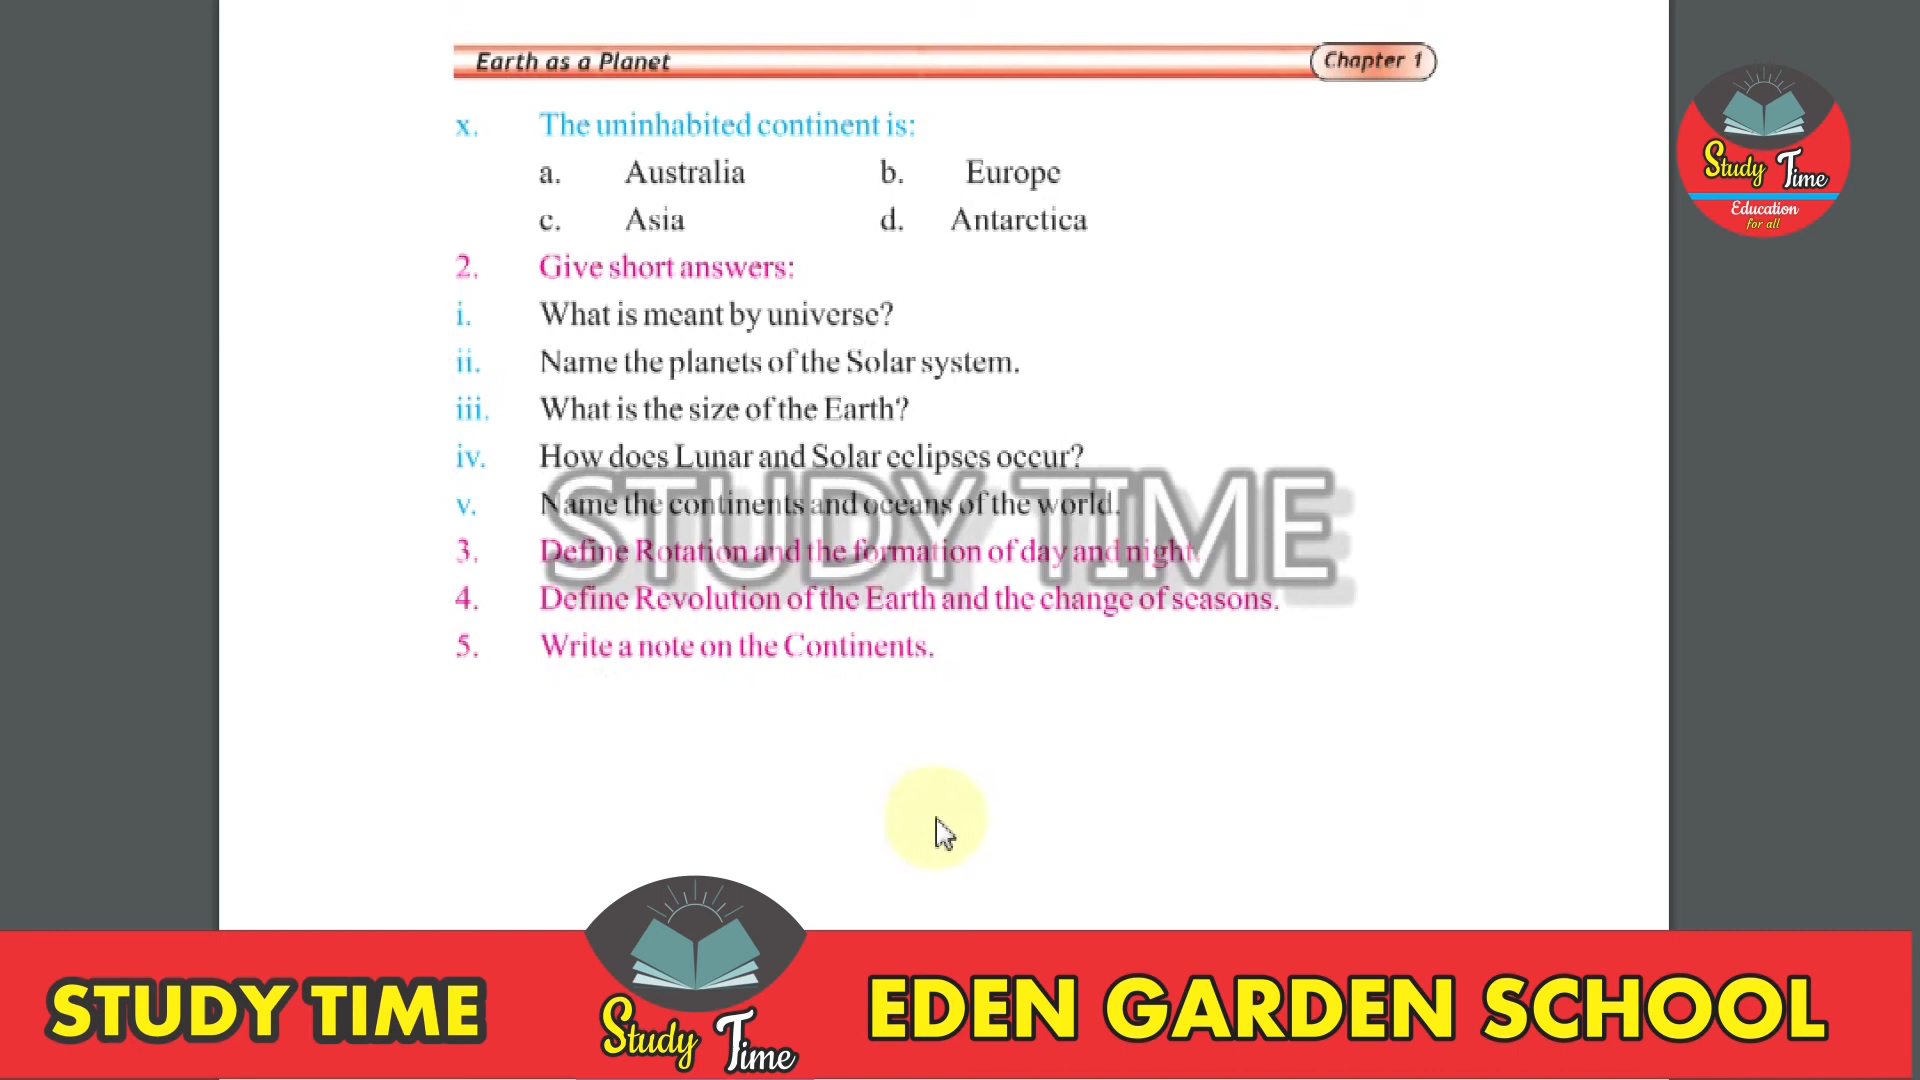 Earth as a Planet Chapter 1
x. The uninhabited continent is:
a. Australia b. Europe
c. Asia d. Antarctica
2. Give short answers:
i. What is meant by universe?
ii. Name the planets of the Solar system.
iii. What is the size of the Earth?
iv. How does Lunar and Solar eclipses occur?
v. Name the continents and oceans of the world.
3. Define Rotation and the formation of day and night.
4. Define Revolution of the Earth and the change of seasons.
5. Write a note on the Continents.
STUDY TIME
Study Time
Education
for all
STUDY TIME
Study Time
EDEN GARDEN SCHOOL